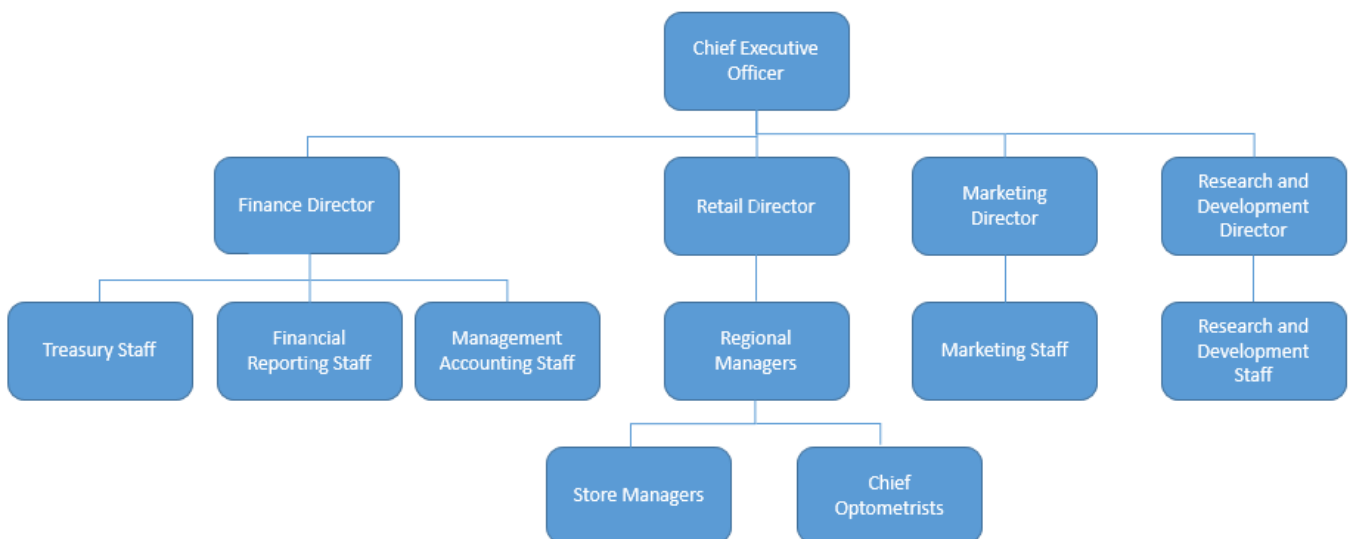 Chief Executive
Officer
Finance Director
Retail Director
Marketing
Director
Research and
Development
Director
Treasury Staff
Financial
Reporting Staff
Management
Accounting Staff
Regional
Managers
Marketing Staff
Research and
Development
Staff
Store Managers
Chief
Optometrists